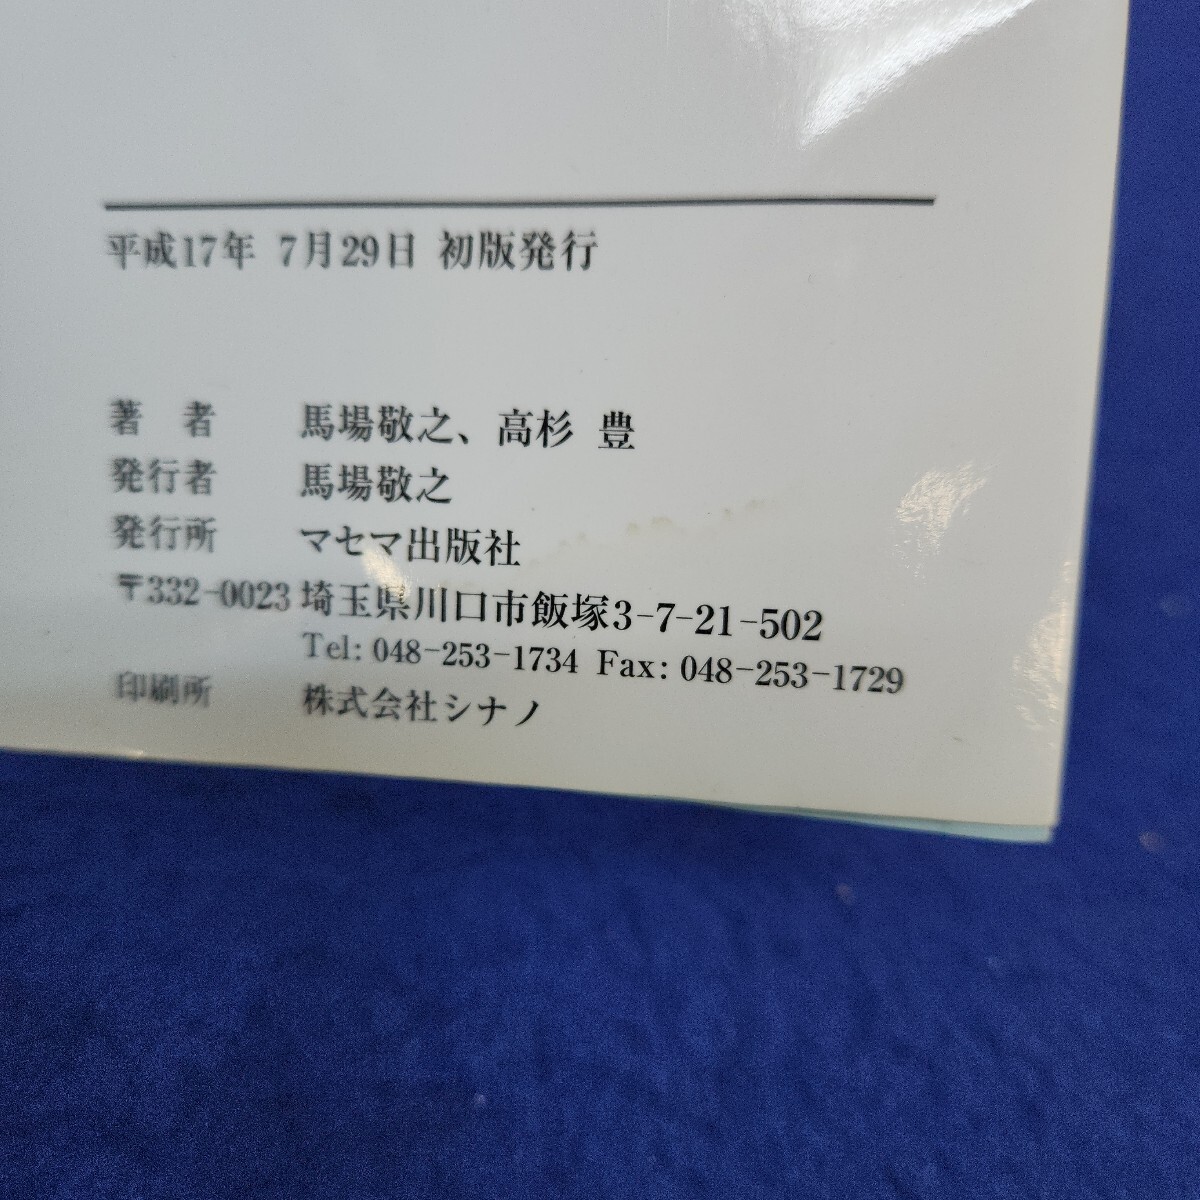 平成17年 7月29日 初版発行
著 者 馬場敬之、高杉 豊
発行者 馬場敬之
発行所 マセマ出版社
〒332-0023 埼玉県川口市飯塚3-7-21-502
Tel: 048-253-1734 Fax: 048-253-1729
印刷所 株式会社シナノ